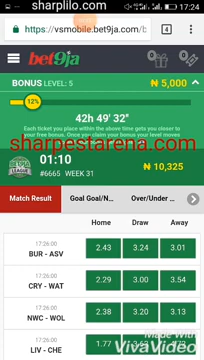 sharplilo.com
17:24
https://vsmobile.bet9ja.com/b
4
bet9ja
BONUS LEVEL: 5
₦ 5,000
12%
42h 49' 32"
Each ticket you place within the above time gets you closer to
your free bonus. Once you claim your bonus your level moves
sharpestarena.com
LEAGUE
01:10
₦ 10,325
#6665 WEEK 31
Match Result
Goal Goal/N...
Over/Under ...
Home Draw Away
17:26:00
BUR - ASV
2.43 3.24 3.01
17:26:00
CRY - WAT
2.29 3.00 3.54
17:26:00
NWC - WOL
2.38 3.20 3.13
17:26:00
LIV - CHE
1.77
Made With
VivaVideo